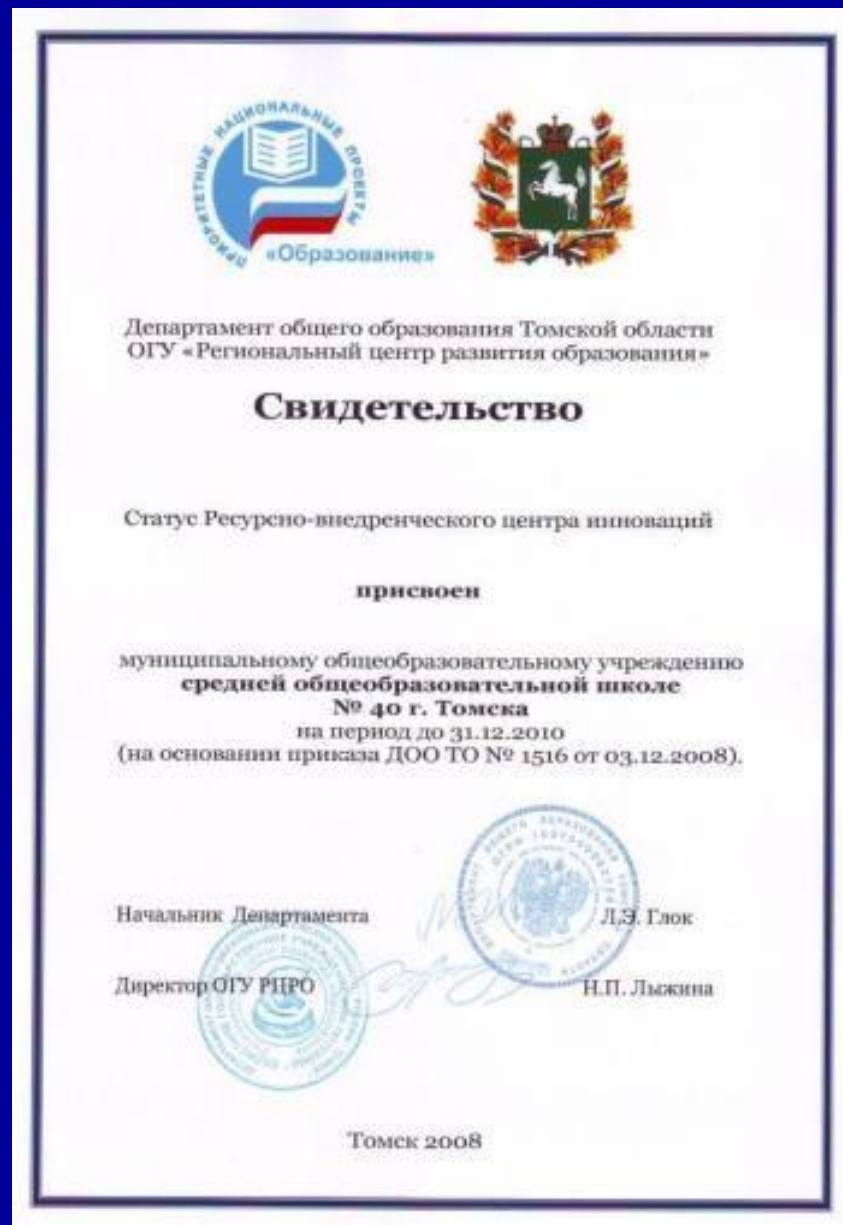 ПРИОРИТЕТНЫЕ НАЦИОНАЛЬНЫЕ ПРОЕКТЫ
«Образование»
Департамент общего образования Томской области
ОГУ «Региональный центр развития образования»
Свидетельство
Статус Ресурсно-внедренческого центра инноваций
присвоен
муниципальному общеобразовательному учреждению
средней общеобразовательной школе
№ 40 г. Томска
на период до 31.12.2010
(на основании приказа ДОО ТО № 1516 от 03.12.2008).
Начальник Департамента Л.Э. Глок
Директор ОГУ РЦРО Н.П. Лыжина
Томск 2008